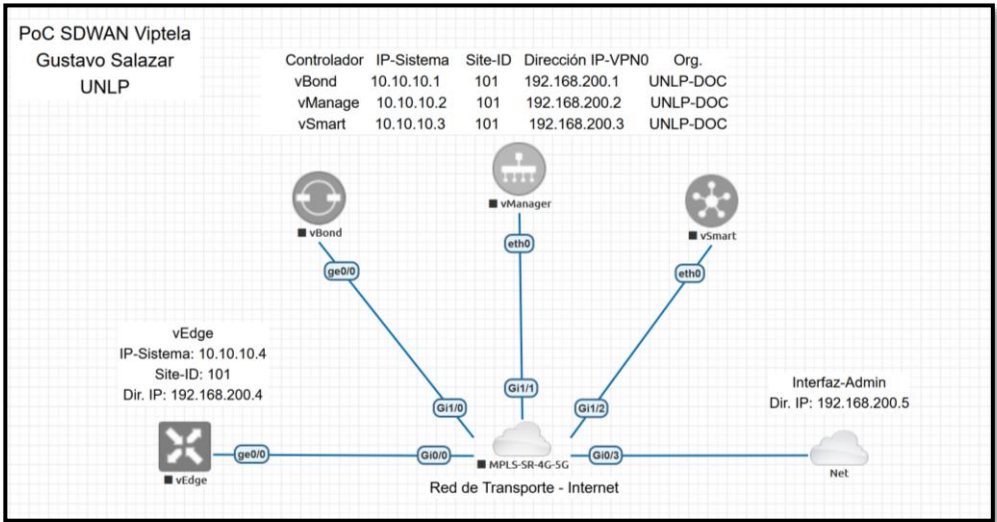 PoC SDWAN Viptela
Gustavo Salazar
UNLP
Controlador IP-Sistema Site-ID Dirección IP-VPN0 Org.
vBond 10.10.10.1 101 192.168.200.1 UNLP-DOC
vManage 10.10.10.2 101 192.168.200.2 UNLP-DOC
vSmart 10.10.10.3 101 192.168.200.3 UNLP-DOC
vManager
vBond
vSmart
eth0
ge0/0
eth0
vEdge
IP-Sistema: 10.10.10.4
Site-ID: 101
Dir. IP: 192.168.200.4
Gi1/1
Gi1/0
Gi1/2
Interfaz-Admin
Dir. IP: 192.168.200.5
ge0/0
Gi0/0
Gi0/3
MPLS-SR-4G-5G
vEdge
Net
Red de Transporte - Internet